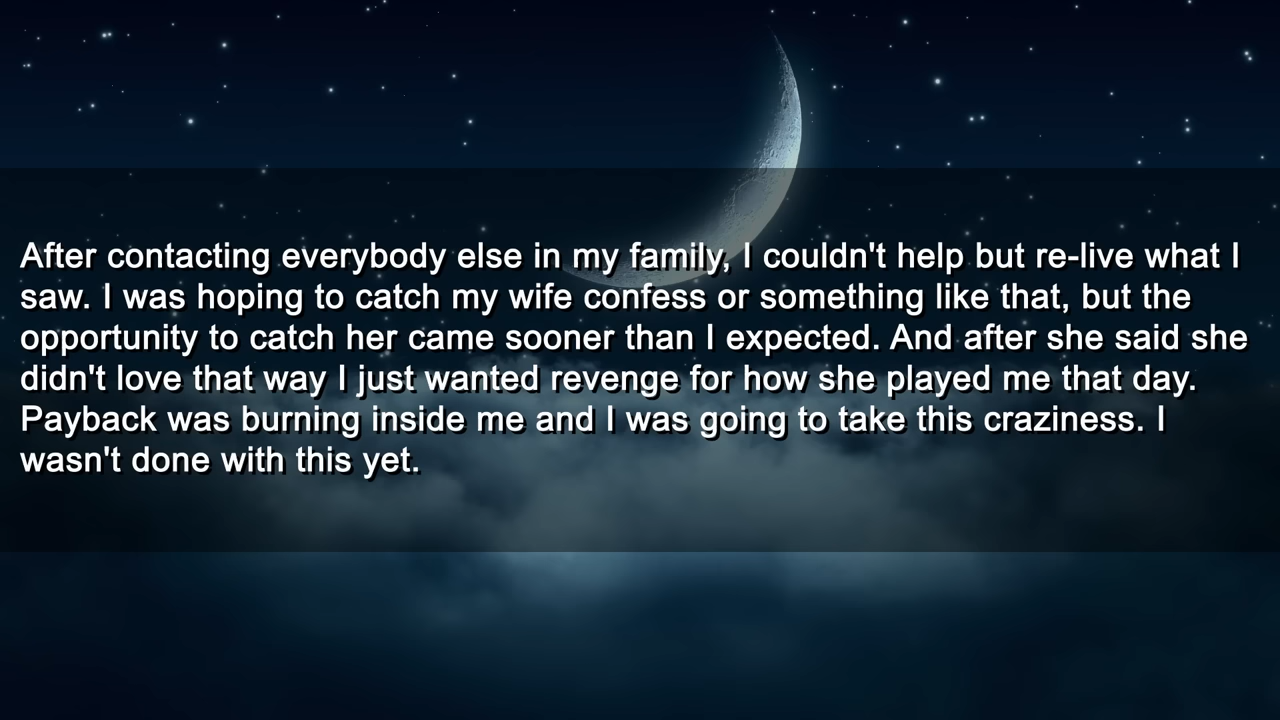 After contacting everybody else in my family, I couldn't help but re-live what I
saw. I was hoping to catch my wife confess or something like that, but the
opportunity to catch her came sooner than I expected. And after she said she
didn't love that way I just wanted revenge for how she played me that day.
Payback was burning inside me and I was going to take this craziness. I
wasn't done with this yet.